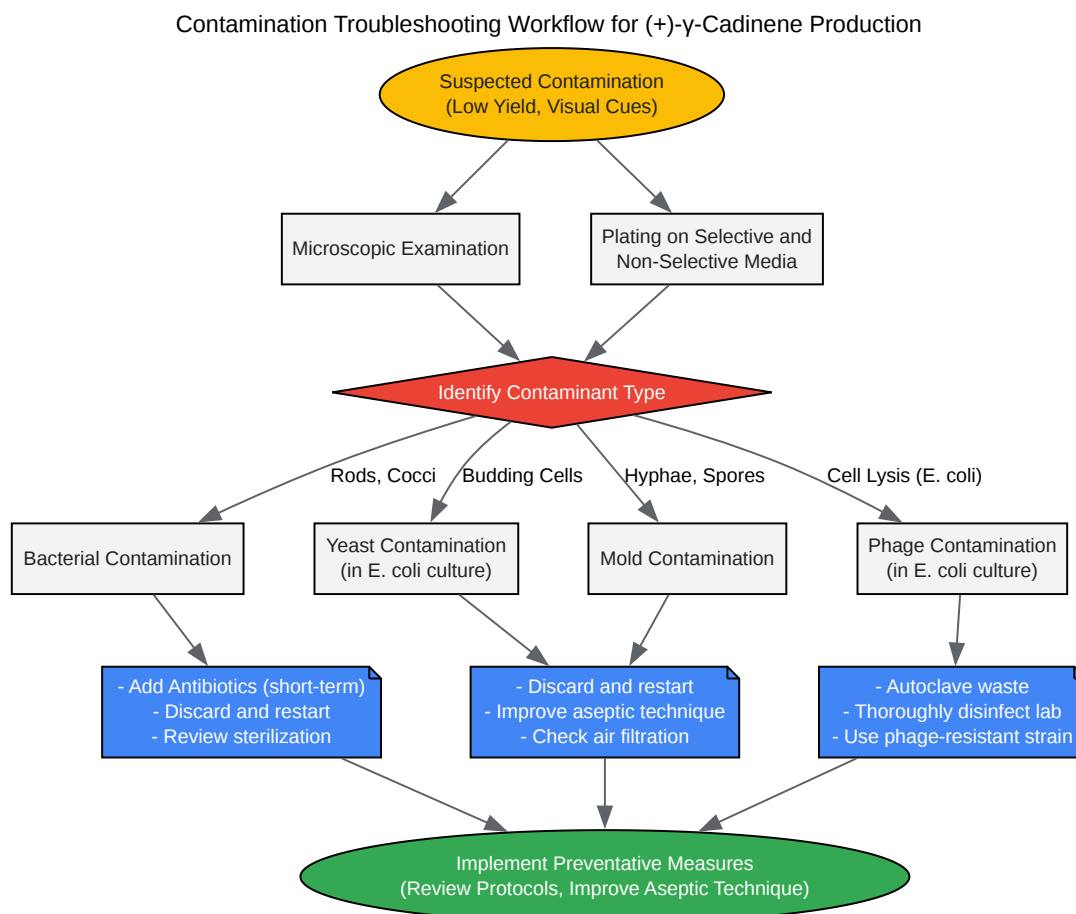 Contamination Troubleshooting Workflow for (+)-γ-Cadinene Production
Suspected Contamination
(Low Yield, Visual Cues)
Microscopic Examination
Plating on Selective and
Non-Selective Media
Identify Contaminant Type
Rods, Cocci
Budding Cells
Hyphae, Spores
Cell Lysis (E. coli)
Bacterial Contamination
Yeast Contamination
(in E. coli culture)
Mold Contamination
Phage Contamination
(in E. coli culture)
- Add Antibiotics (short-term)
- Discard and restart
- Review sterilization
- Discard and restart
- Improve aseptic technique
- Check air filtration
- Autoclave waste
- Thoroughly disinfect lab
- Use phage-resistant strain
Implement Preventative Measures
(Review Protocols, Improve Aseptic Technique)